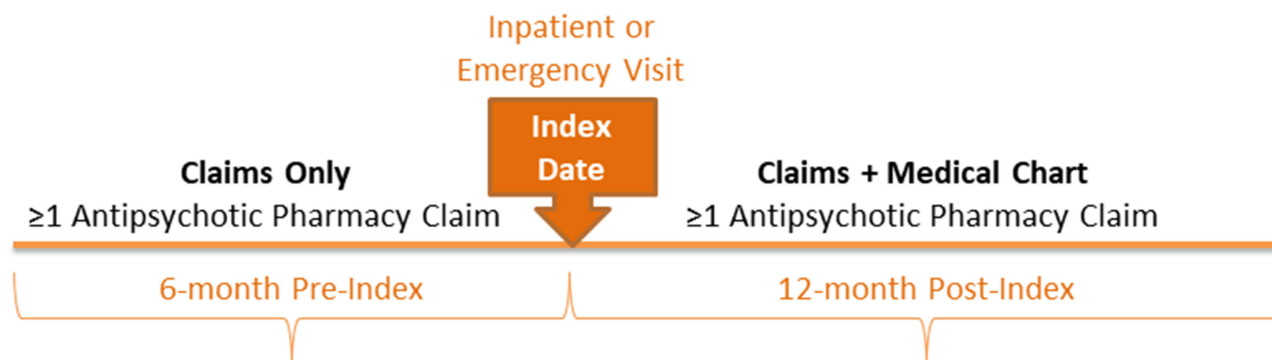 Inpatient or
Emergency Visit
Index
Date
Claims Only
≥1 Antipsychotic Pharmacy Claim
Claims + Medical Chart
≥1 Antipsychotic Pharmacy Claim
6-month Pre-Index
12-month Post-Index